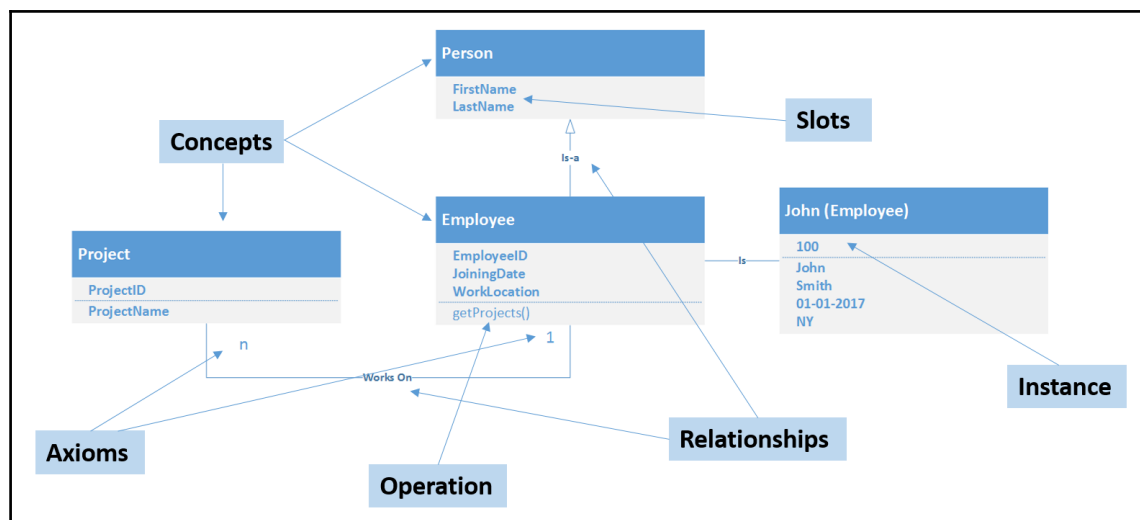 Person
FirstName
LastName
Slots
Concepts
Is-a
Employee
EmployeeID
JoiningDate
WorkLocation
getProjects()
Is
John (Employee)
100
John
Smith
01-01-2017
NY
Project
ProjectID
ProjectName
n
1
Works On
Instance
Relationships
Axioms
Operation